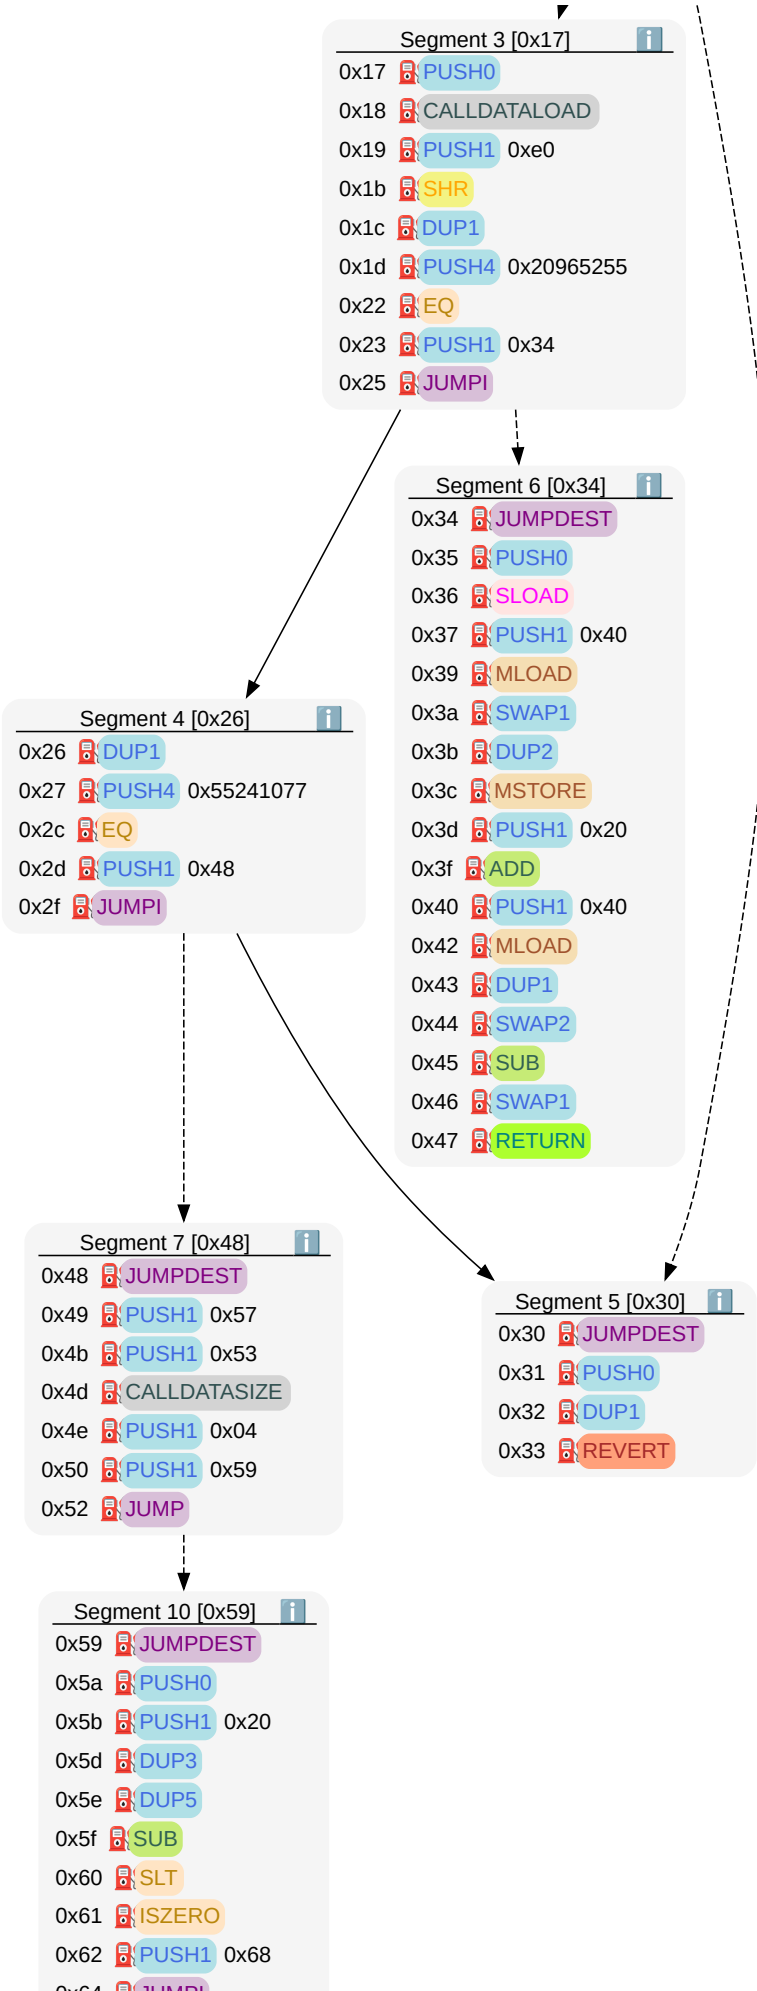 Segment 3 [0x17] ℹ
0x17 ⛽ PUSH0
0x18 ⛽ CALLDATALOAD
0x19 ⛽ PUSH1 0xe0
0x1b ⛽ SHR
0x1c ⛽ DUP1
0x1d ⛽ PUSH4 0x20965255
0x22 ⛽ EQ
0x23 ⛽ PUSH1 0x34
0x25 ⛽ JUMPI
Segment 6 [0x34] ℹ
0x34 ⛽ JUMPDEST
0x35 ⛽ PUSH0
0x36 ⛽ SLOAD
0x37 ⛽ PUSH1 0x40
0x39 ⛽ MLOAD
0x3a ⛽ SWAP1
0x3b ⛽ DUP2
0x3c ⛽ MSTORE
0x3d ⛽ PUSH1 0x20
0x3f ⛽ ADD
0x40 ⛽ PUSH1 0x40
0x42 ⛽ MLOAD
0x43 ⛽ DUP1
0x44 ⛽ SWAP2
0x45 ⛽ SUB
0x46 ⛽ SWAP1
0x47 ⛽ RETURN
Segment 4 [0x26] ℹ
0x26 ⛽ DUP1
0x27 ⛽ PUSH4 0x55241077
0x2c ⛽ EQ
0x2d ⛽ PUSH1 0x48
0x2f ⛽ JUMPI
Segment 7 [0x48] ℹ
0x48 ⛽ JUMPDEST
0x49 ⛽ PUSH1 0x57
0x4b ⛽ PUSH1 0x53
0x4d ⛽ CALLDATASIZE
0x4e ⛽ PUSH1 0x04
0x50 ⛽ PUSH1 0x59
0x52 ⛽ JUMP
Segment 5 [0x30] ℹ
0x30 ⛽ JUMPDEST
0x31 ⛽ PUSH0
0x32 ⛽ DUP1
0x33 ⛽ REVERT
Segment 10 [0x59] ℹ
0x59 ⛽ JUMPDEST
0x5a ⛽ PUSH0
0x5b ⛽ PUSH1 0x20
0x5d ⛽ DUP3
0x5e ⛽ DUP5
0x5f ⛽ SUB
0x60 ⛽ SLT
0x61 ⛽ ISZERO
0x62 ⛽ PUSH1 0x68
0x64 ⛽ JUMPI